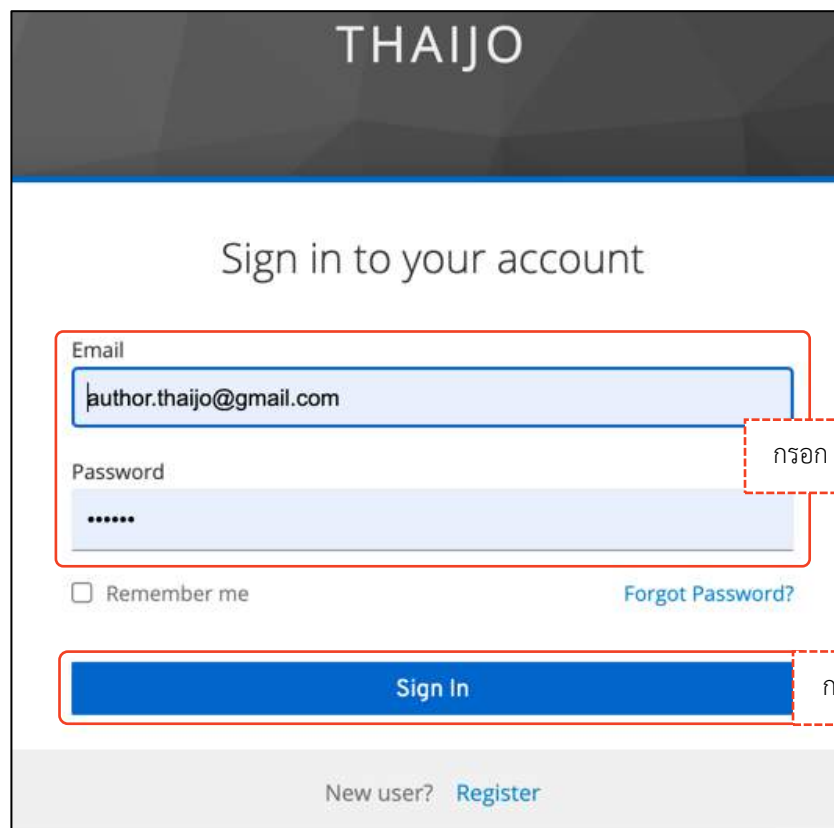 THAIJO
Sign in to your account
Email
author.thaijo@gmail.com
กรอก
Password
••••••
Remember me
Forgot Password?
Sign In
New user? Register